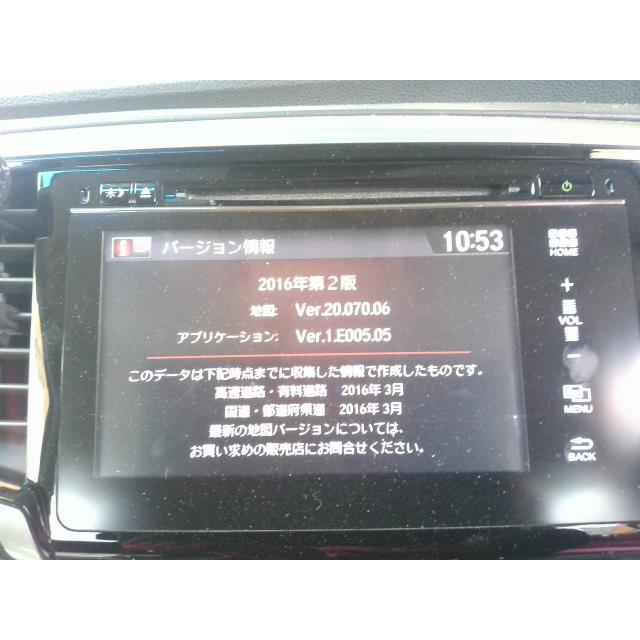 バージョン情報
10:53
2016年第2版
地図: Ver.20.070.06
アプリケーション: Ver.1.E005.05
このデータは下記時点までに収集した情報で作成したものです。
高速道路・有料道路 2016年3月
国道・都道府県道 2016年3月
最新の地図バージョンについては、
お買い求めの販売店にお問合せください。
HOME
+
VOL
−
MENU
BACK